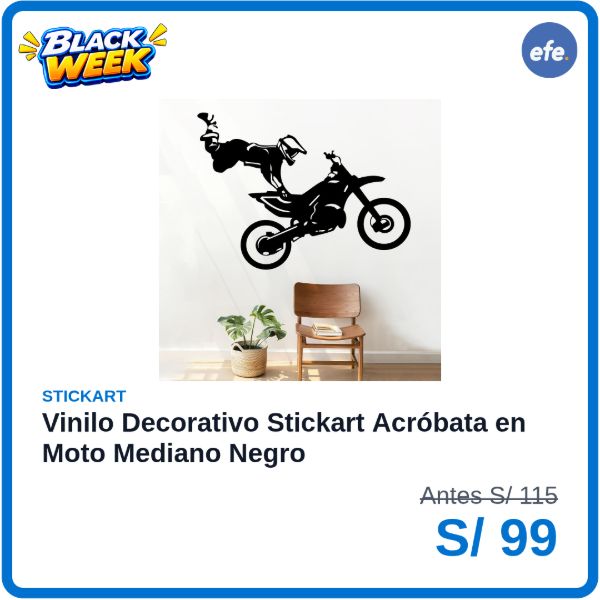 BLACK
WEEK
efe.
STICKART
Vinilo Decorativo Stickart Acróbata en
Moto Mediano Negro
Antes S/ 115
S/ 99